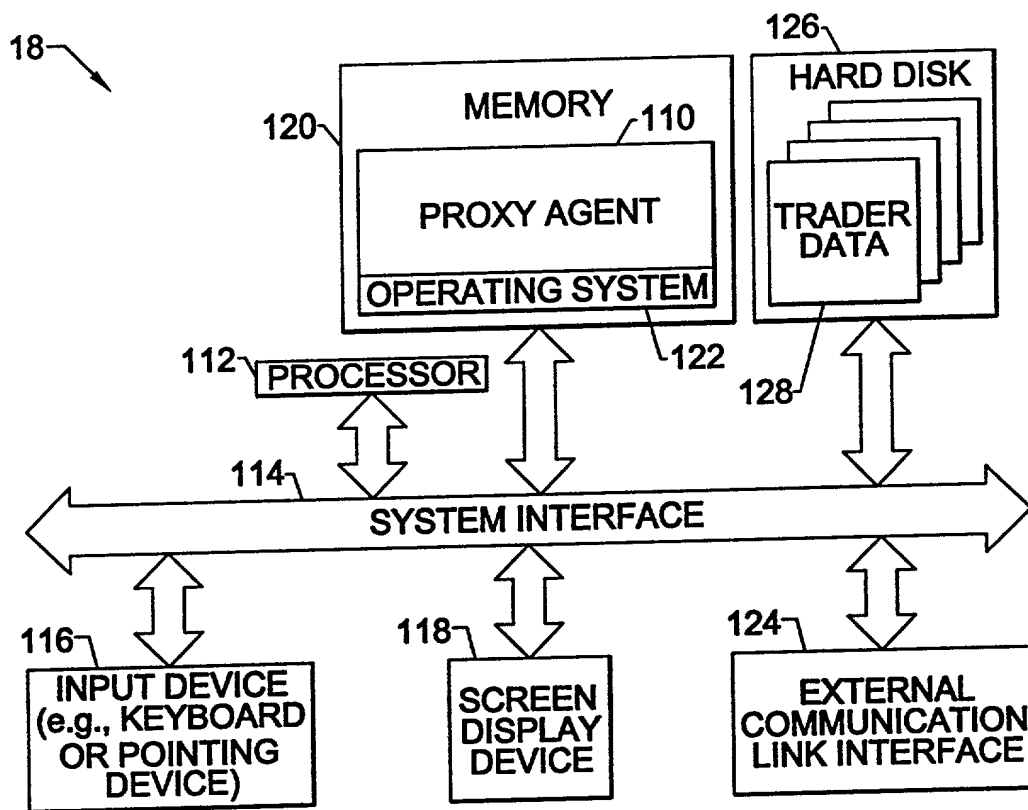 18
126
MEMORY
HARD DISK
120
110
PROXY AGENT
TRADER
DATA
OPERATING SYSTEM
112
PROCESSOR
122
128
114
SYSTEM INTERFACE
116
118
124
INPUT DEVICE
(e.g., KEYBOARD
OR POINTING
DEVICE)
SCREEN
DISPLAY
DEVICE
EXTERNAL
COMMUNICATION
LINK INTERFACE